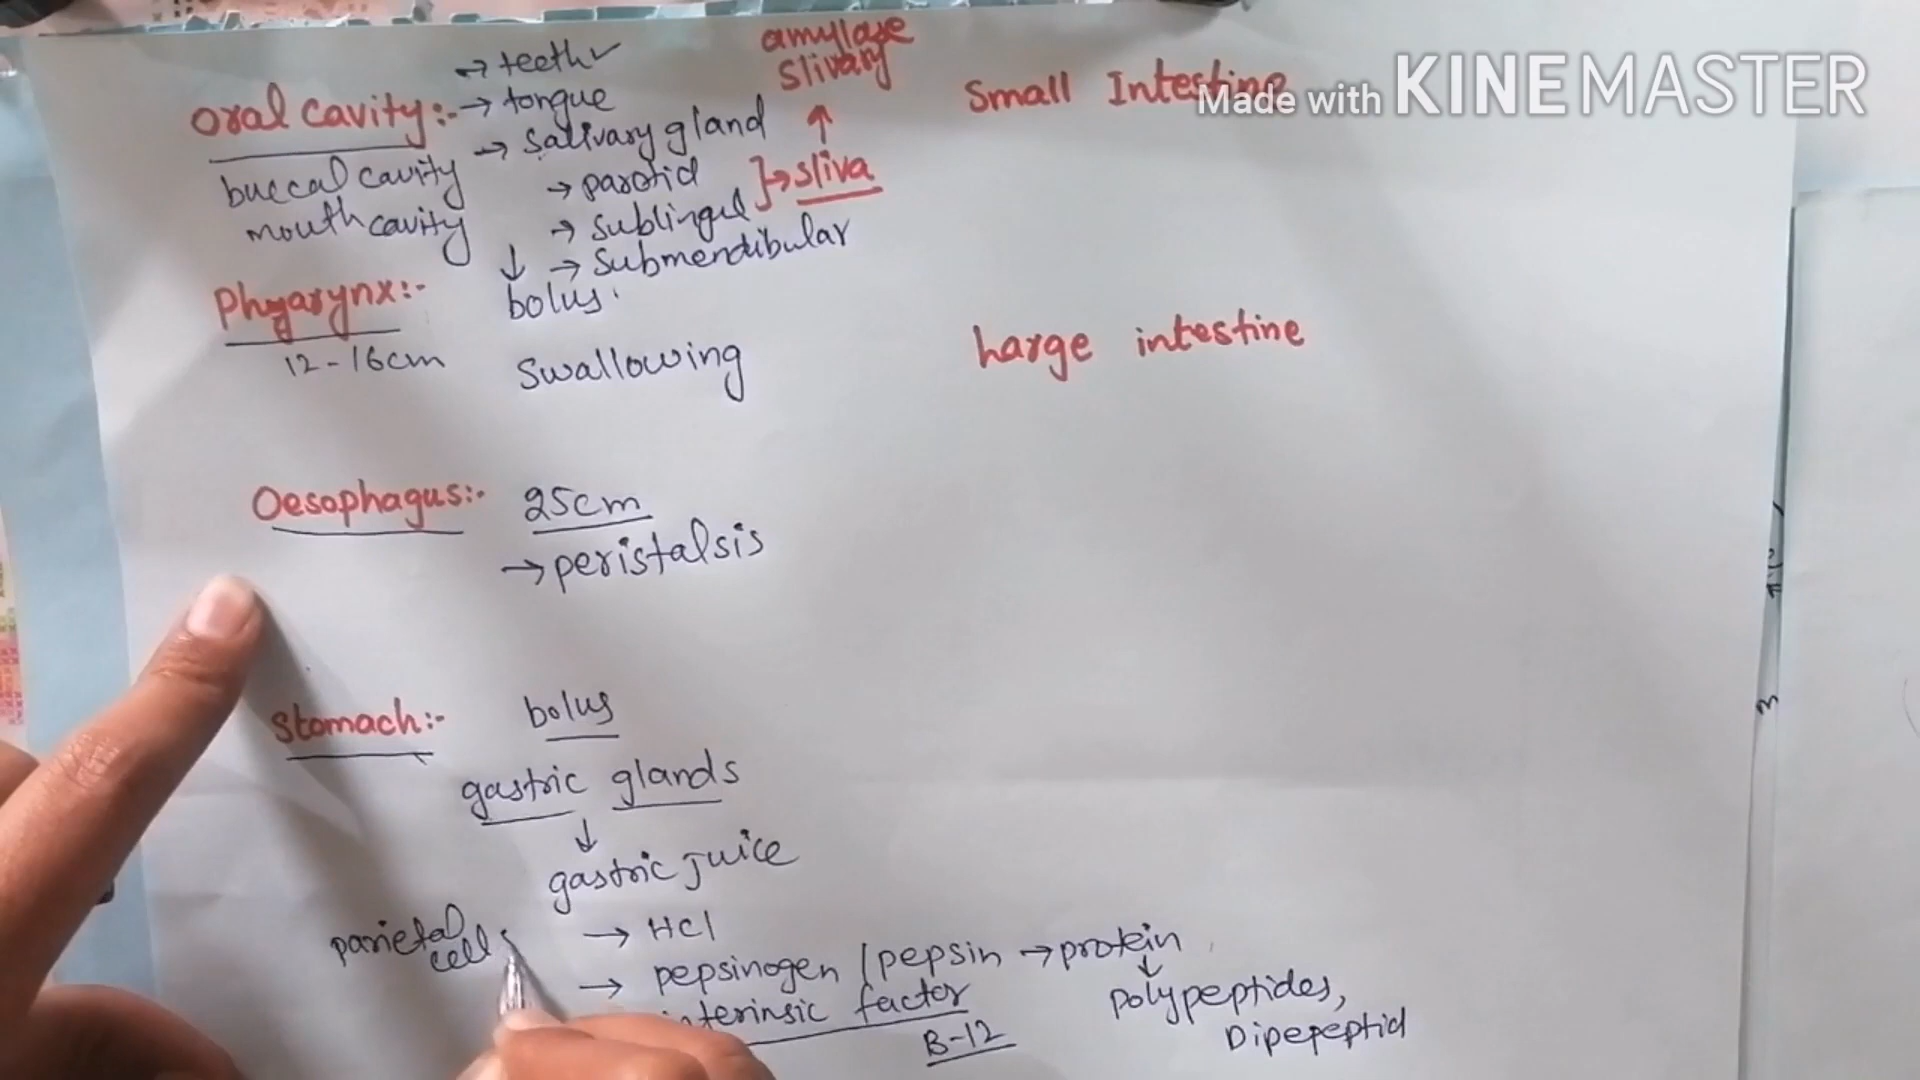 Oral cavity:-
→ teeth
→ tongue
→ salivary gland
→ parotid
→ sublingul
→ submendibular
} → sliva
↑
amylase
slivary
buccal cavity
mouth cavity
↓
bolus
Phyarynx:-
12-16cm
Swallowing
Oesophagus:- 25cm
→ peristalsis
Stomach:- bolus
gastric glands
↓
gastric juice
→ HCl
→ pepsinogen / pepsin → protein
↓
polypeptides,
Dipepeptid
interinsic factor
B-12
parietal
cell
Small Intestine
Large intestine
Made with KINEMASTER